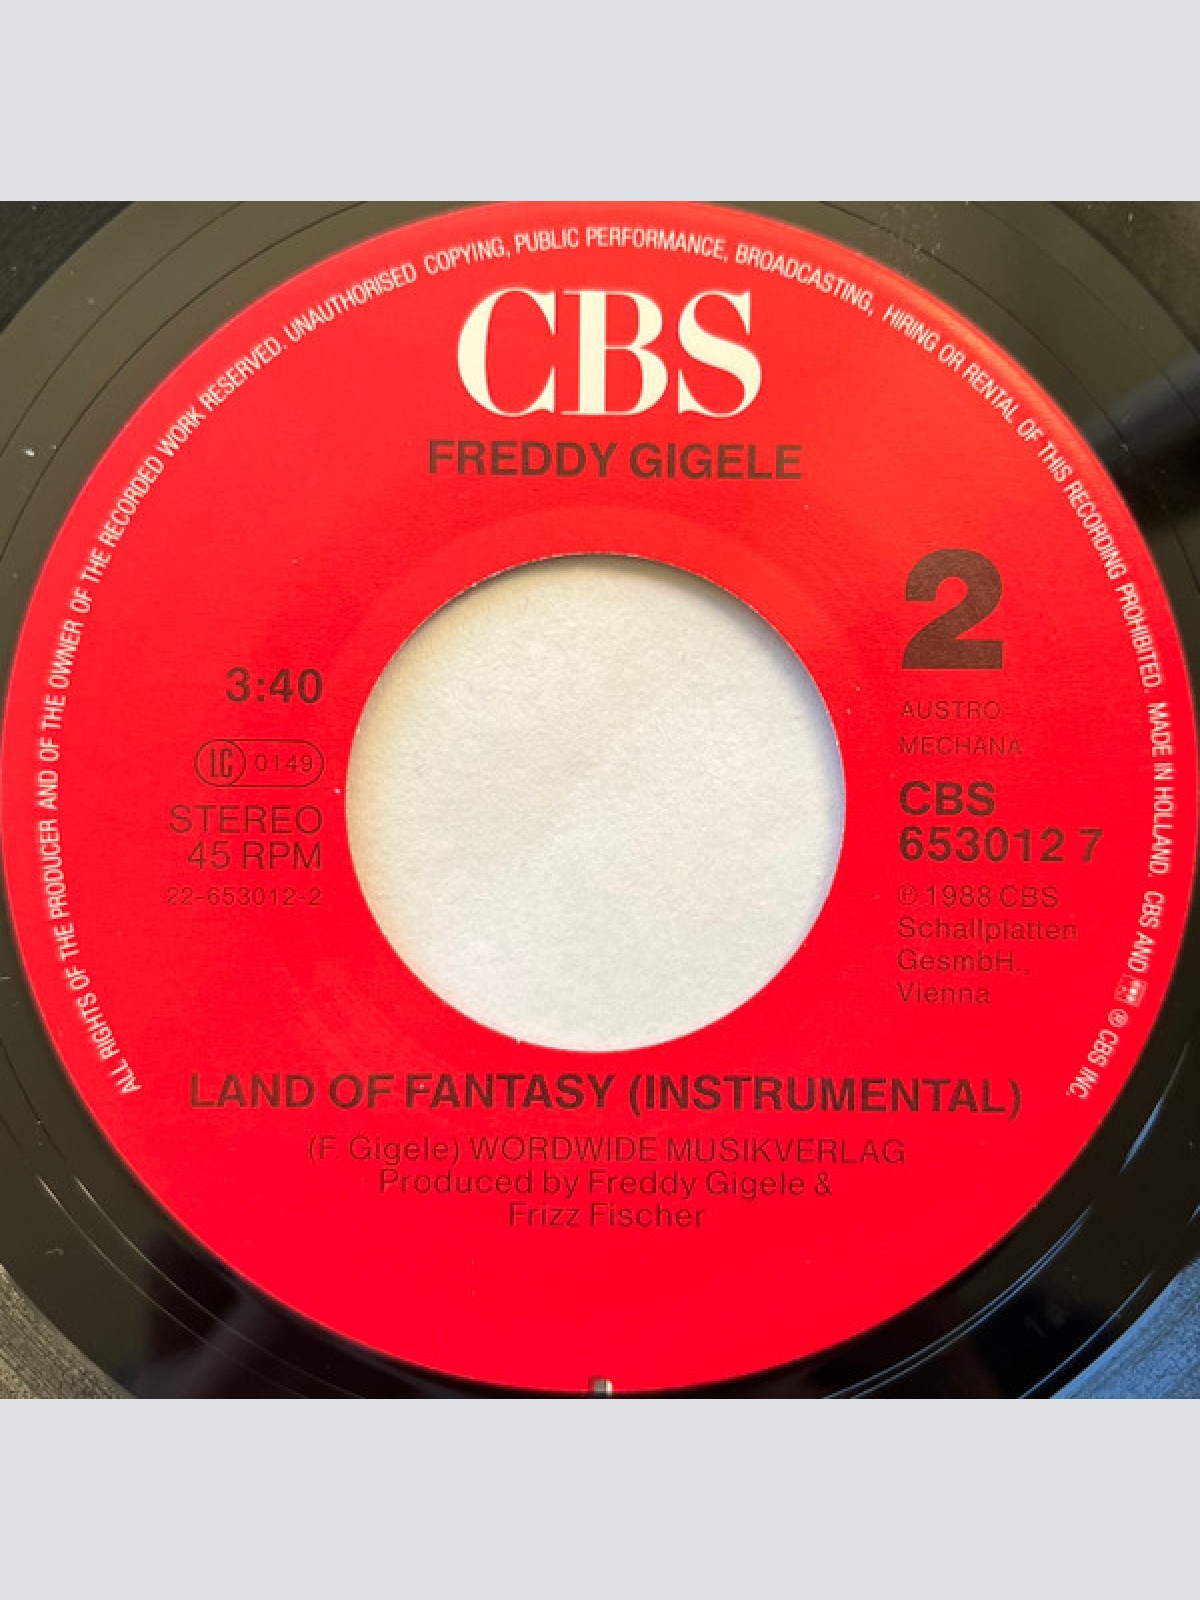 ALL RIGHTS OF THE PRODUCER AND OF THE OWNER OF THE RECORDED WORK RESERVED. UNAUTHORISED COPYING, PUBLIC PERFORMANCE, BROADCASTING, HIRING OR RENTAL OF THIS RECORDING PROHIBITED. MADE IN HOLLAND. CBS AND ℗ CBS INC.
CBS
FREDDY GIGELE
2
AUSTRO
MECHANA
CBS
653012 7
℗ 1988 CBS
Schallplatten
GesmbH.,
Vienna
3:40
LC 0149
STEREO
45 RPM
22-653012-2
LAND OF FANTASY (INSTRUMENTAL)
(F. Gigele) WORDWIDE MUSIKVERLAG
Produced by Freddy Gigele &
Frizz Fischer